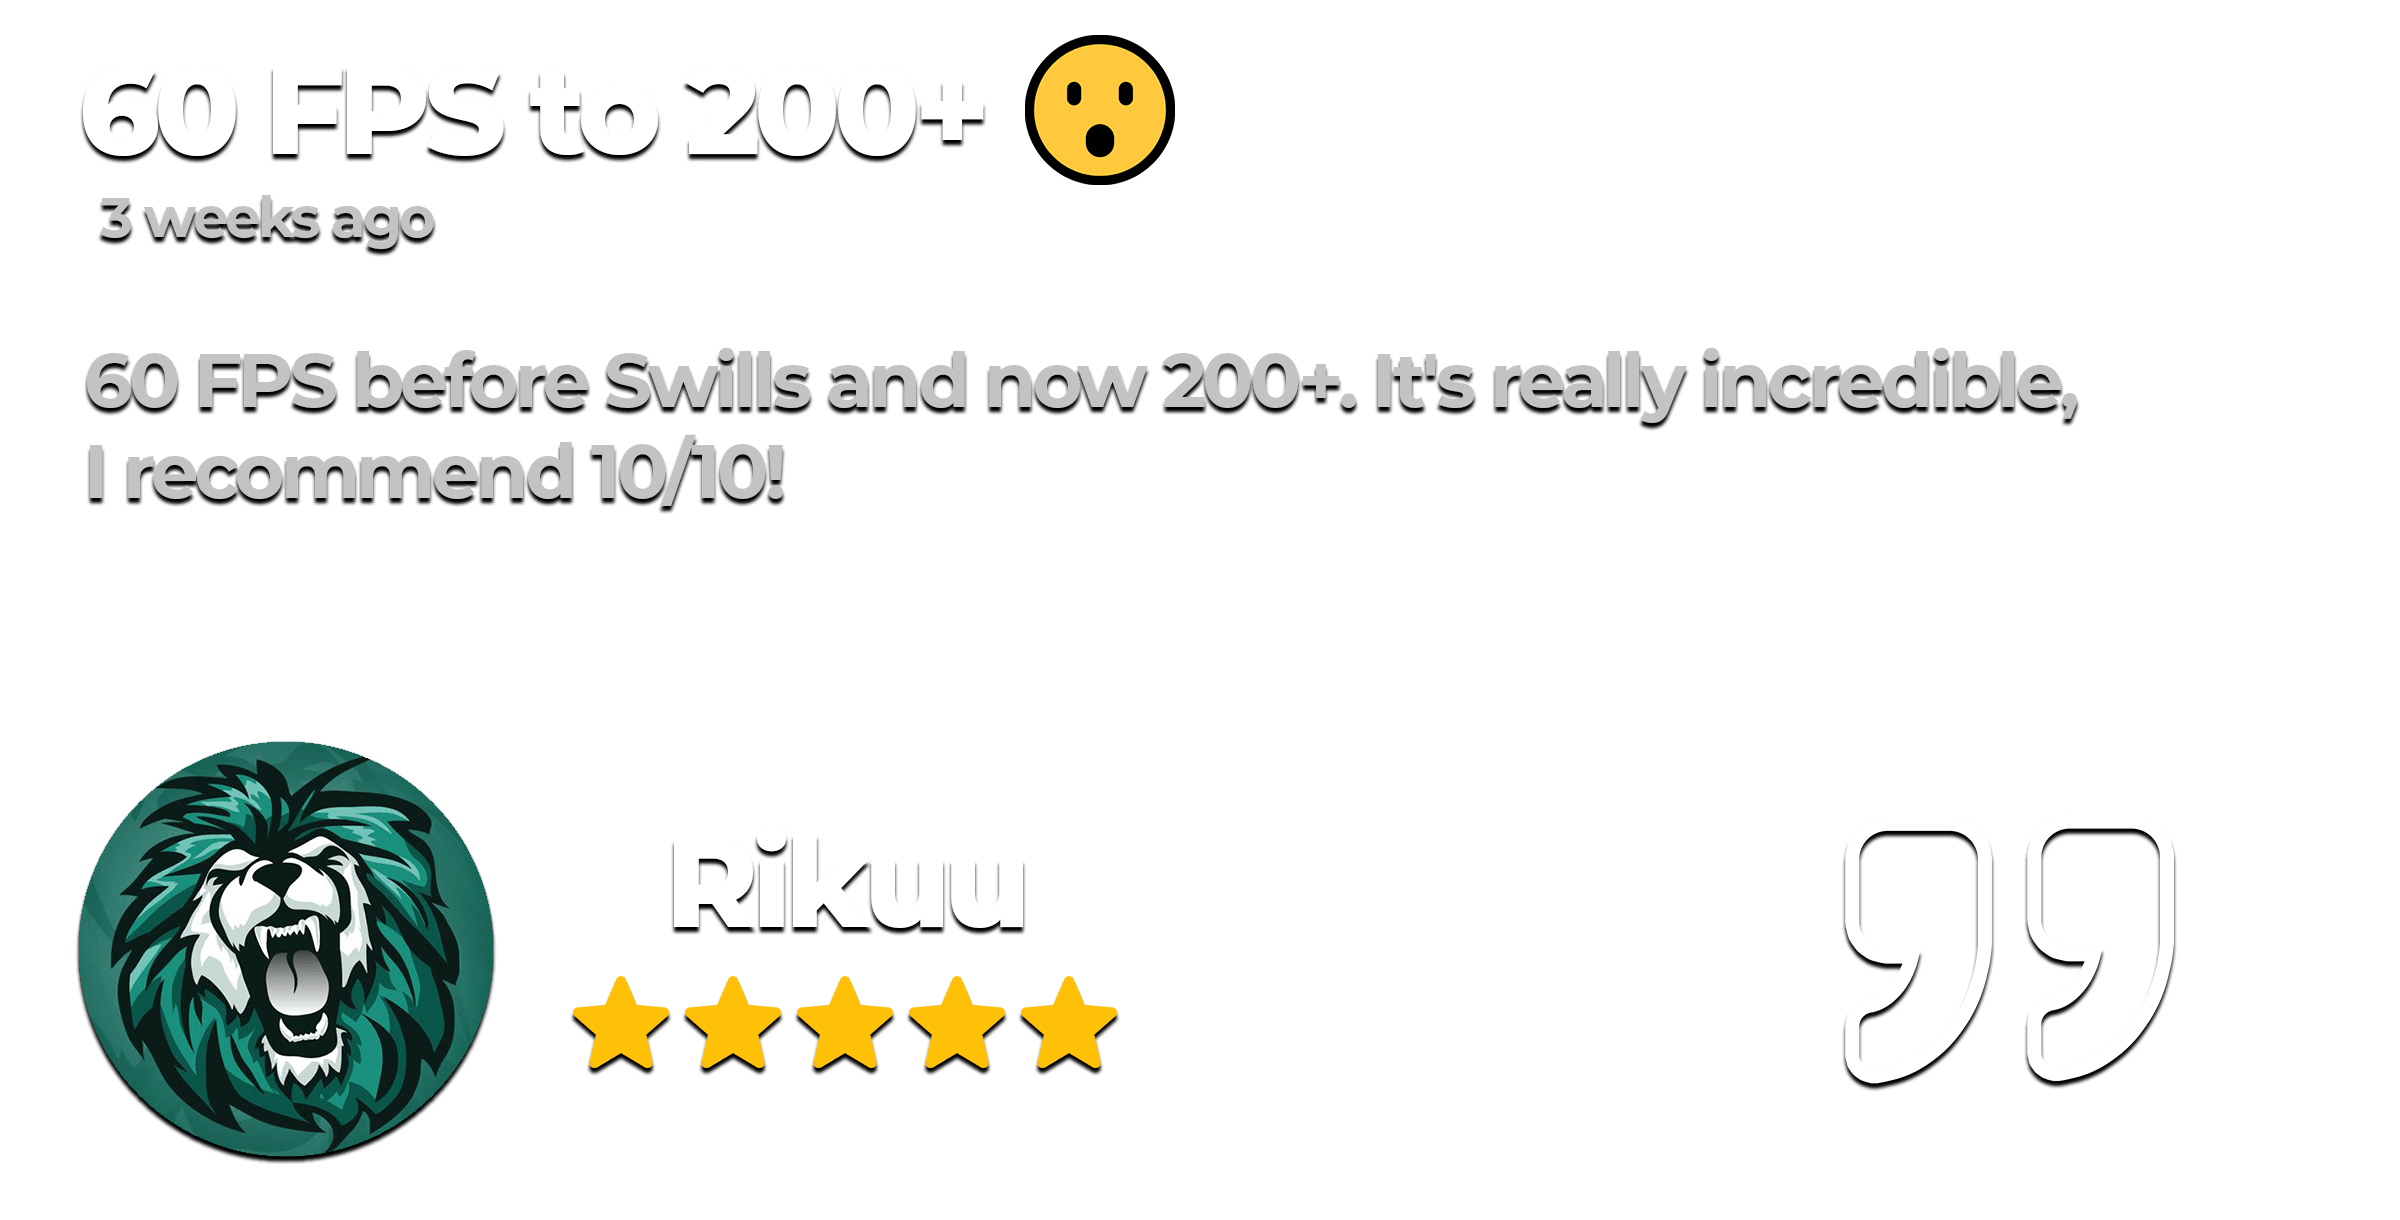 60 FPS to 200+ 😮
3 weeks ago
60 FPS before Swills and now 200+. It's really incredible,
I recommend 10/10!
Rikuu